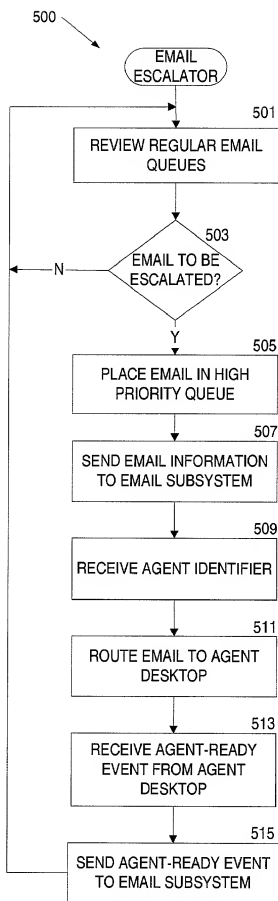 500
EMAIL
ESCALATOR
501
REVIEW REGULAR EMAIL
QUEUES
503
EMAIL TO BE
ESCALATED?
N
Y
505
PLACE EMAIL IN HIGH
PRIORITY QUEUE
507
SEND EMAIL INFORMATION
TO EMAIL SUBSYSTEM
509
RECEIVE AGENT IDENTIFIER
511
ROUTE EMAIL TO AGENT
DESKTOP
513
RECEIVE AGENT-READY
EVENT FROM AGENT
DESKTOP
515
SEND AGENT-READY EVENT
TO EMAIL SUBSYSTEM